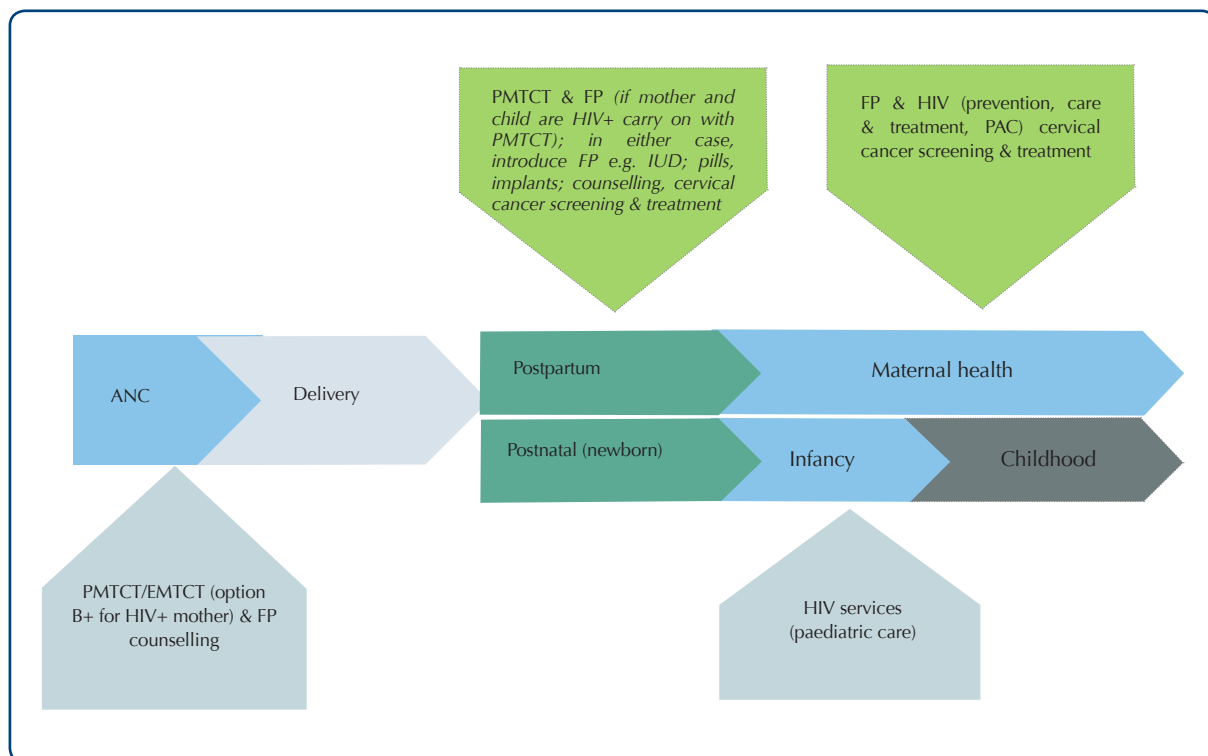 PMTCT & FP (if mother and
child are HIV+ carry on with
PMTCT); in either case,
introduce FP e.g. IUD; pills,
implants; counselling, cervical
cancer screening & treatment
FP & HIV (prevention, care
& treatment, PAC) cervical
cancer screening & treatment
ANC
Delivery
Postpartum
Maternal health
Postnatal (newborn)
Infancy
Childhood
PMTCT/EMTCT (option
B+ for HIV+ mother) & FP
counselling
HIV services
(paediatric care)